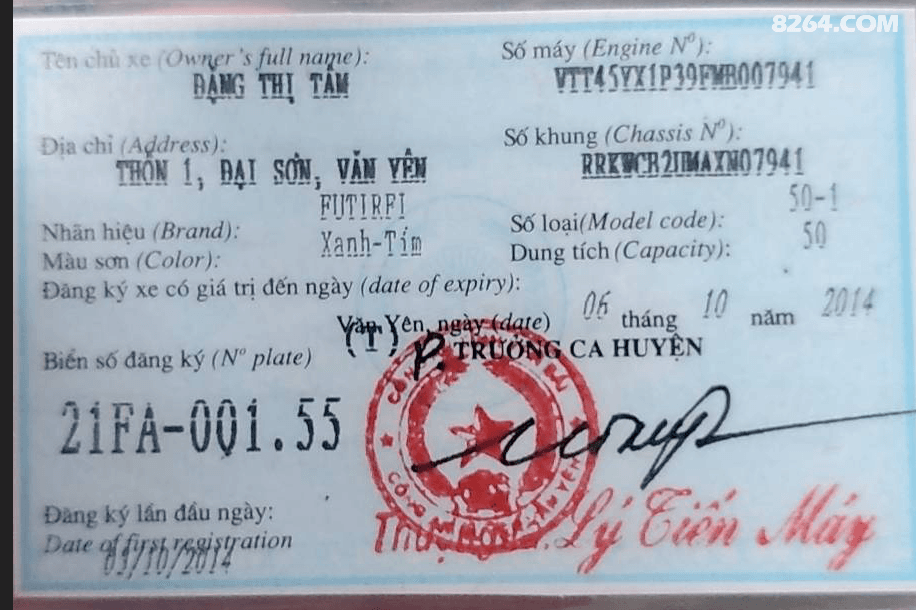 8264.COM
Tên chủ xe (Owner's full name):
ĐẶNG THỊ TÂM
Số máy (Engine Nº):
VTT45YX1P39FMB007941
Địa chỉ (Address):
THÔN 1, ĐẠI SƠN, VĂN YÊN
Số khung (Chassis Nº):
RRKWCB2UMAXN07941
Nhãn hiệu (Brand):
FUTIRFI
Số loại(Model code):
50-1
Màu sơn (Color):
Xanh-Tím
Dung tích (Capacity):
50
Đăng ký xe có giá trị đến ngày (date of expiry):
Văn Yên, ngày (date) 06 tháng 10 năm 2014
(T) P. TRƯỞNG CA HUYỆN
Biển số đăng ký (Nº plate)
21FA-001.55
Đăng ký lần đầu ngày:
Date of first registration
Lý Tiến Máy